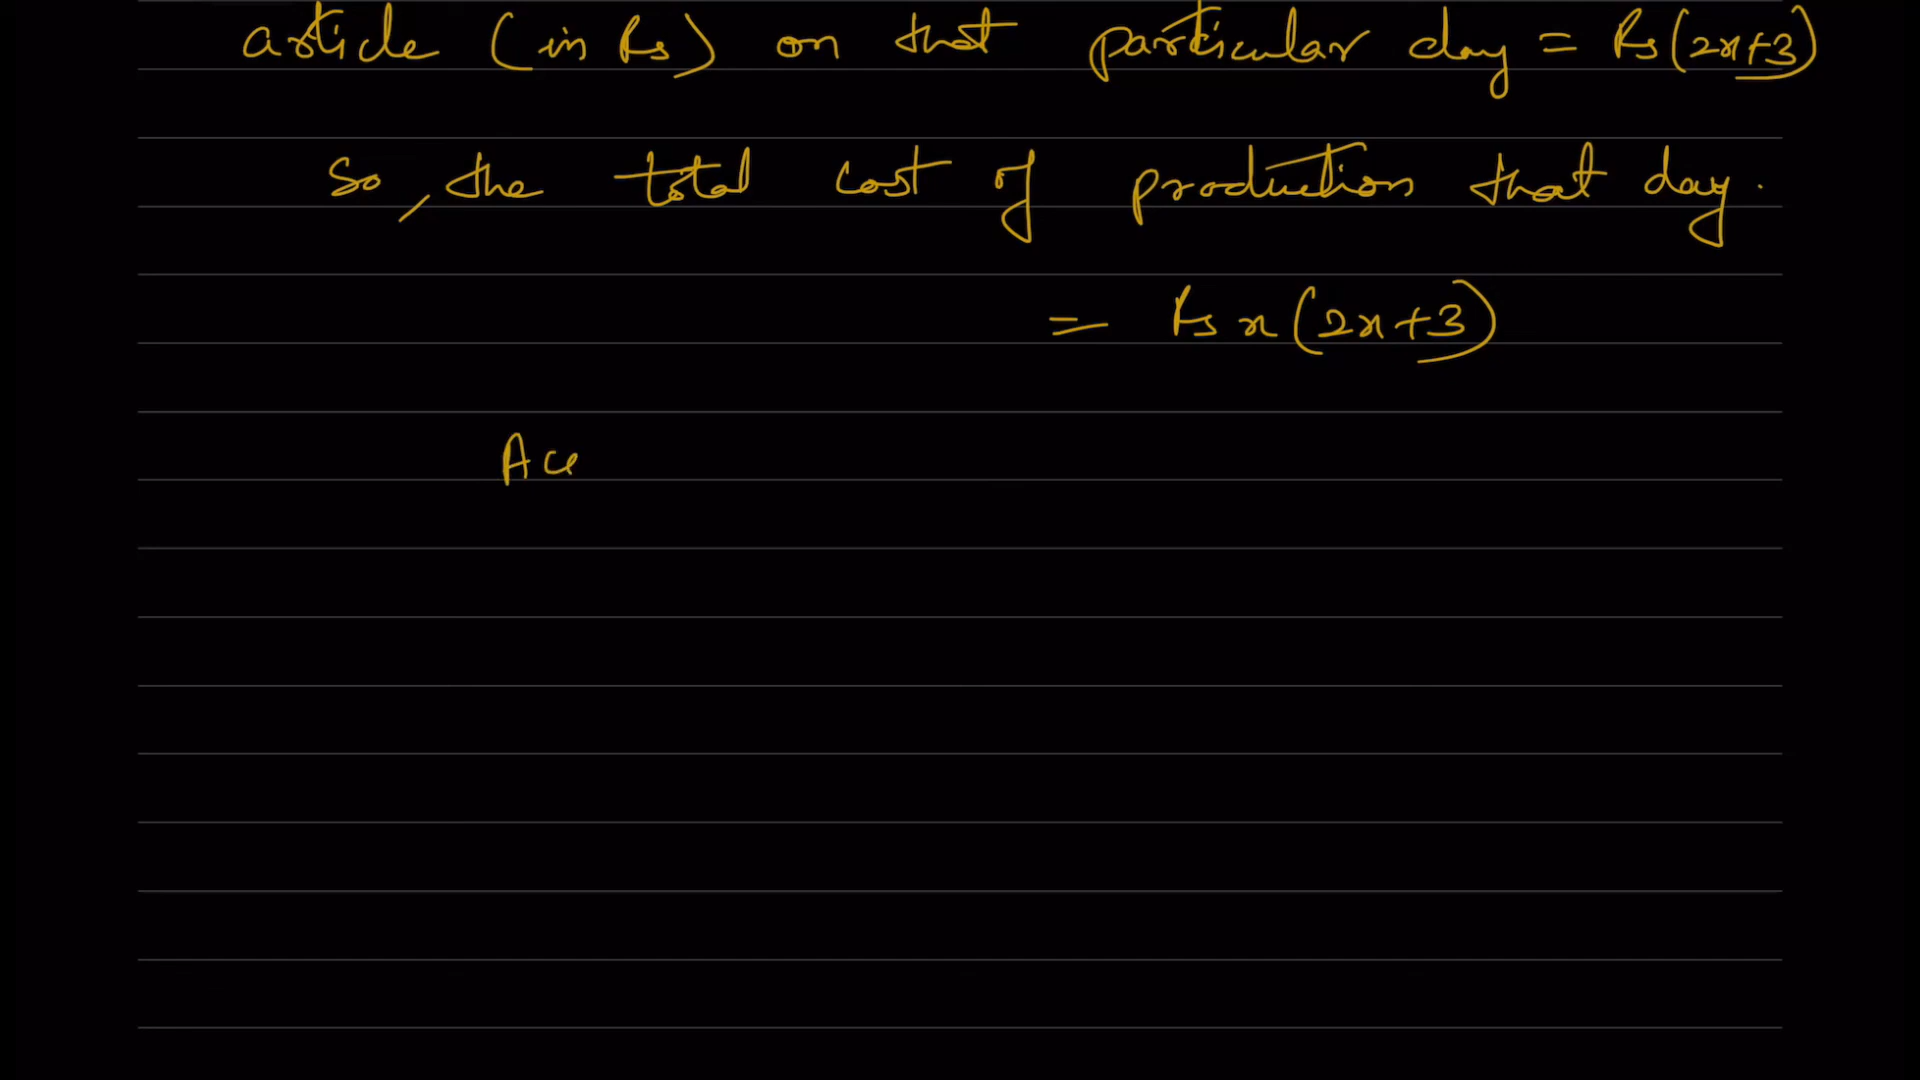 article (in Rs) on that particular day = Rs(2x+3)
So, the total cost of production that day.
= Rs x(2x+3)
Acc